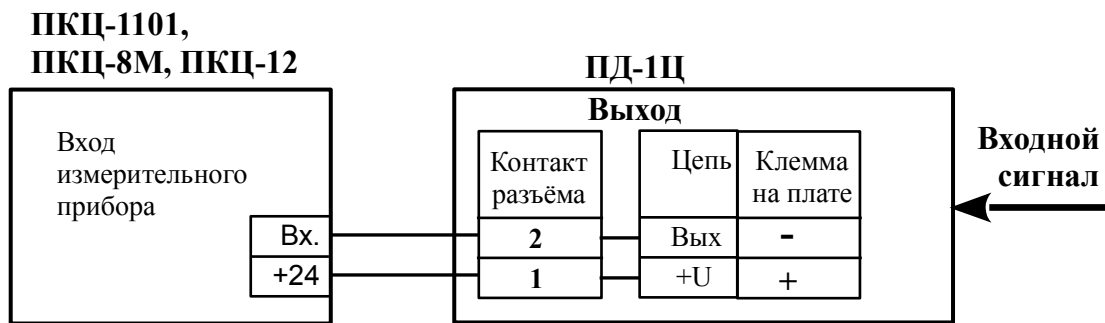 ПКЦ-1101,
ПКЦ-8М, ПКЦ-12
ПД-1Ц
Выход
Вход
измерительного
прибора
Вх.
+24
Контакт
разъёма
2
1
Цепь
Вых
+U
Клемма
на плате
-
+
Входной
сигнал